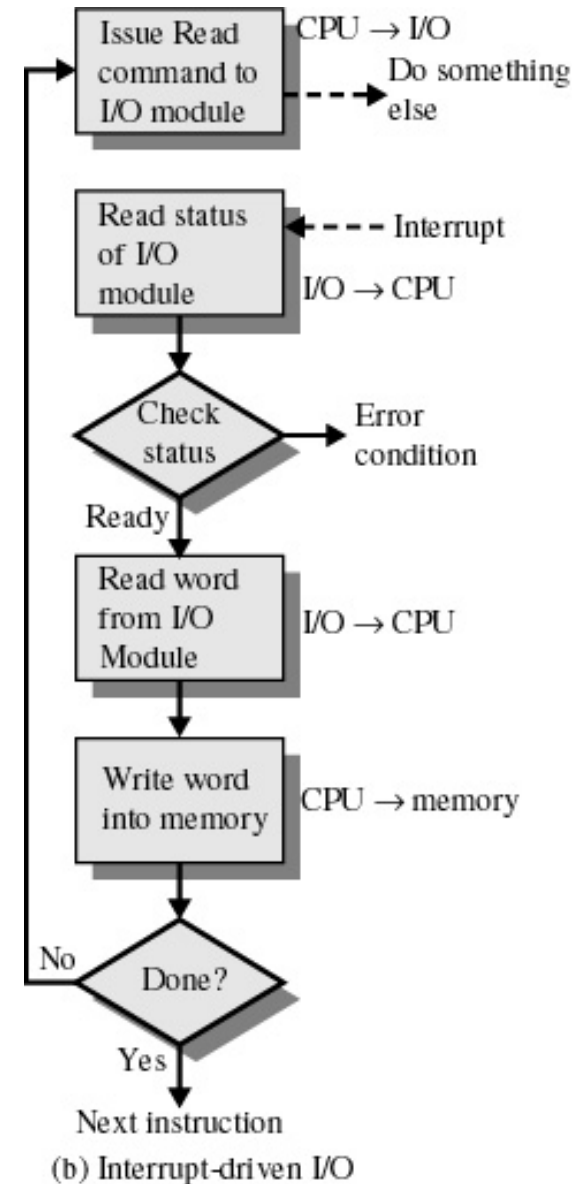 Issue Read
command to
I/O module
CPU → I/O
Do something
else
Read status
of I/O
module
Interrupt
I/O → CPU
Check
status
Error
condition
Ready
Read word
from I/O
Module
I/O → CPU
Write word
into memory
CPU → memory
No
Done?
Yes
Next instruction
(b) Interrupt-driven I/O